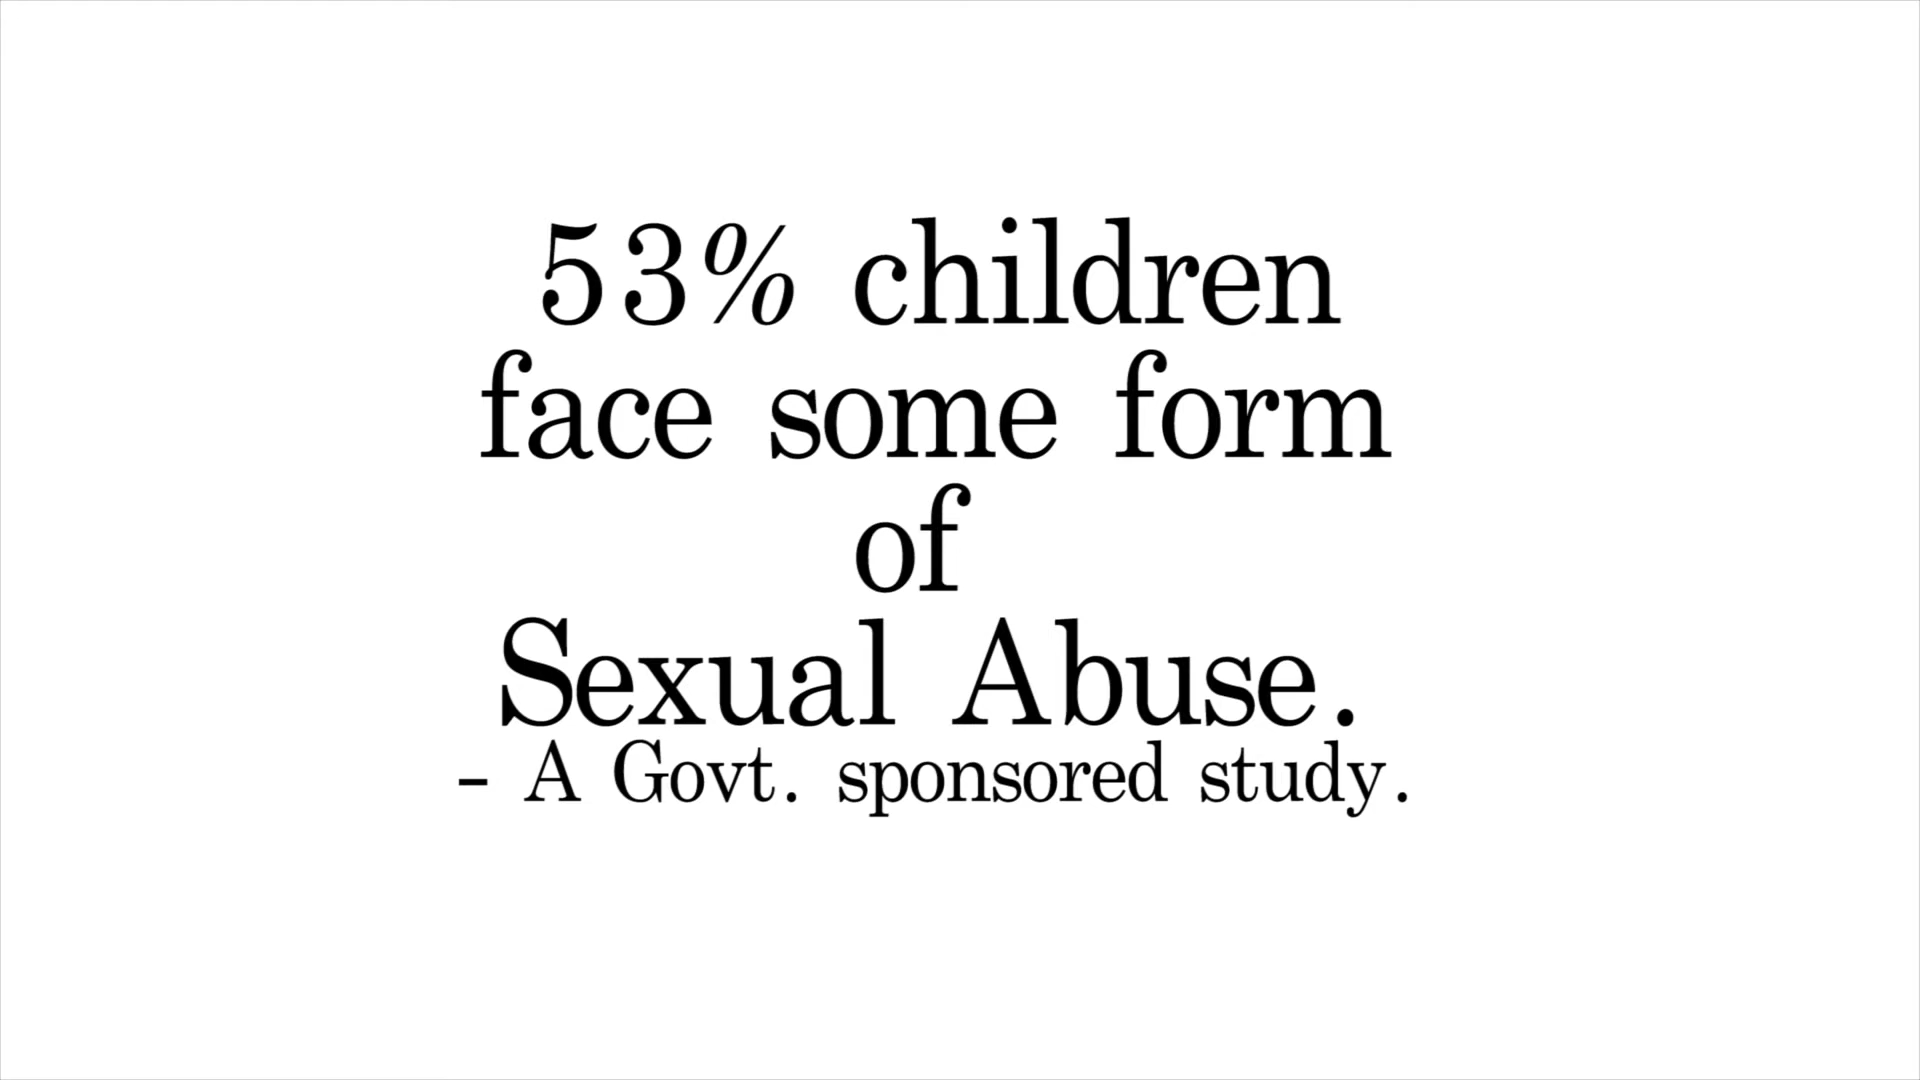 53% children
face some form
of
Sexual Abuse.
- A Govt. sponsored study.